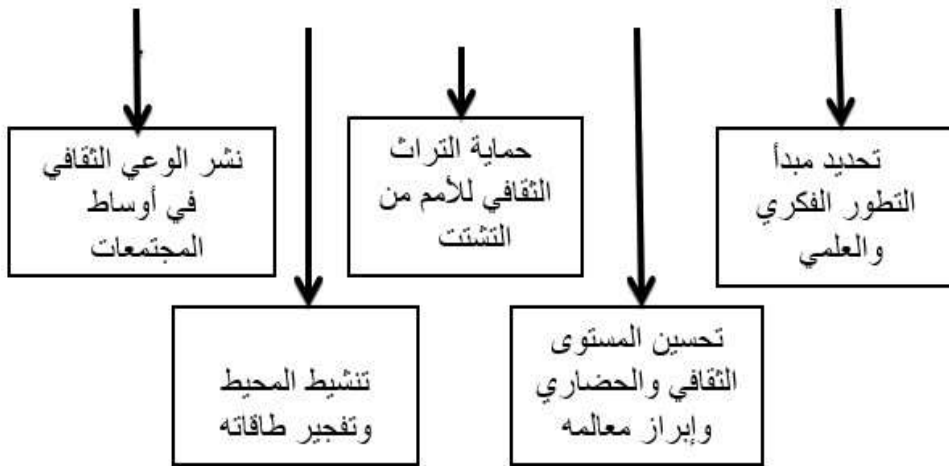 تحديد مبدأ
التطور الفكري
والعلمي
حماية التراث
الثقافي للأمم من
التشتت
نشر الوعي الثقافي
في أوساط
المجتمعات
تحسين المستوى
الثقافي والحضاري
وإبراز معالمه
تنشيط المحيط
وتفجير طاقاته